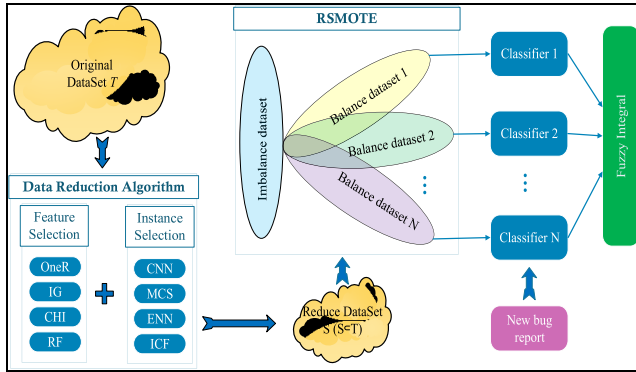 Original
DataSet T
Data Reduction Algorithm
Feature
Selection
OneR
IG
CHI
RF
Instance
Selection
CNN
MCS
ENN
ICF
RSMOTE
Imbalance dataset
Balance dataset 1
Balance dataset 2
Balance dataset N
Reduce DataSet
S (S⊂T)
Classifier 1
Classifier 2
Classifier N
New bug
report
Fuzzy Integral